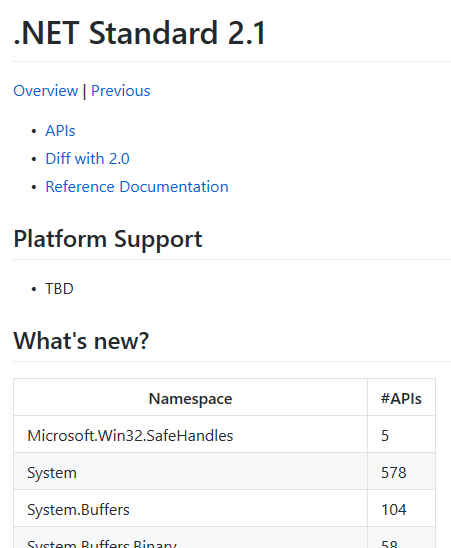 .NET Standard 2.1
Overview | Previous
• APIs
• Diff with 2.0
• Reference Documentation
Platform Support
• TBD
What's new?
Namespace #APIs
Microsoft.Win32.SafeHandles 5
System 578
System.Buffers 104
System.Buffers.Binary 58